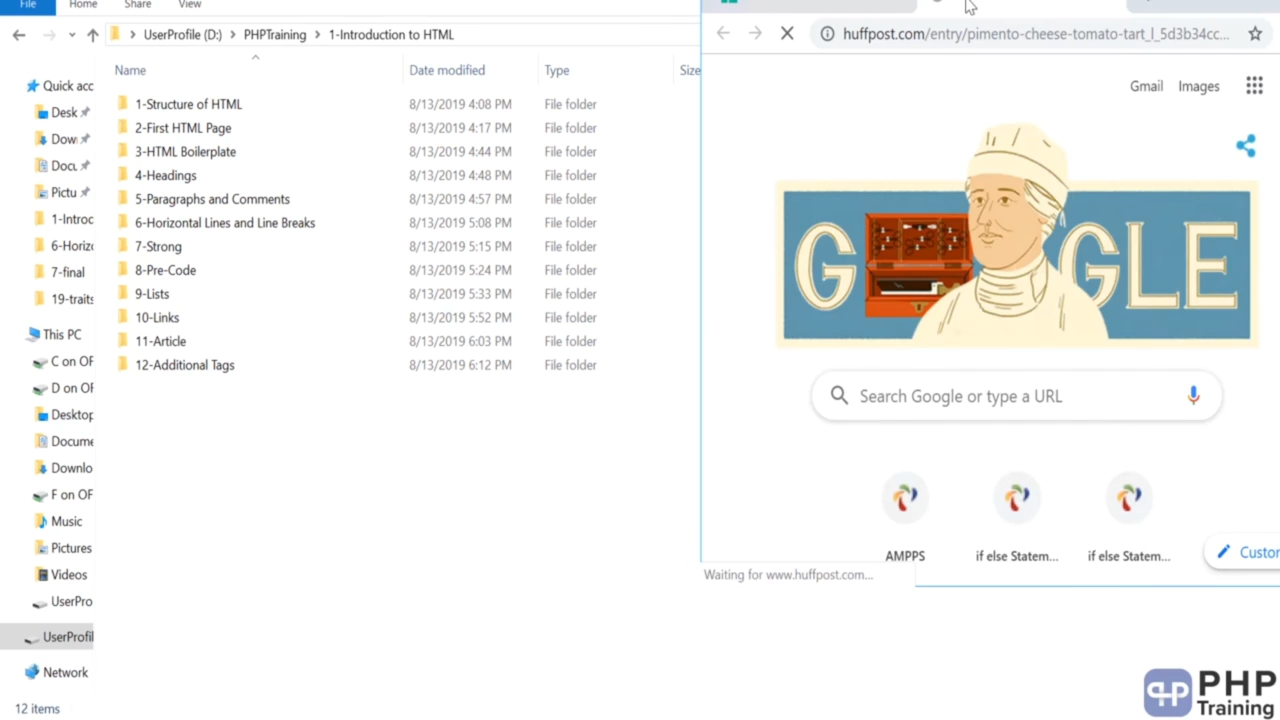 File Home Share View
UserProfile (D:) PHPTraining 1-Introduction to HTML
Name Date modified Type Size
1-Structure of HTML 8/13/2019 4:08 PM File folder
2-First HTML Page 8/13/2019 4:17 PM File folder
3-HTML Boilerplate 8/13/2019 4:44 PM File folder
4-Headings 8/13/2019 4:48 PM File folder
5-Paragraphs and Comments 8/13/2019 4:57 PM File folder
6-Horizontal Lines and Line Breaks 8/13/2019 5:08 PM File folder
7-Strong 8/13/2019 5:15 PM File folder
8-Pre-Code 8/13/2019 5:24 PM File folder
9-Lists 8/13/2019 5:33 PM File folder
10-Links 8/13/2019 5:52 PM File folder
11-Article 8/13/2019 6:03 PM File folder
12-Additional Tags 8/13/2019 6:12 PM File folder
Quick acc
Desk
Dow
Docu
Pictu
1-Introc
6-Horizo
7-final
19-traits
This PC
C on OF
D on OF
Desktop
Docume
Downlo
F on OF
Music
Pictures
Videos
UserPro
UserProfil
Network
12 items
huffpost.com/entry/pimento-cheese-tomato-tart_l_5d3b34cc...
Gmail Images
GOOGLE
Search Google or type a URL
AMPPS if else Statem... if else Statem...
Custor
Waiting for www.huffpost.com...
PHP
Training